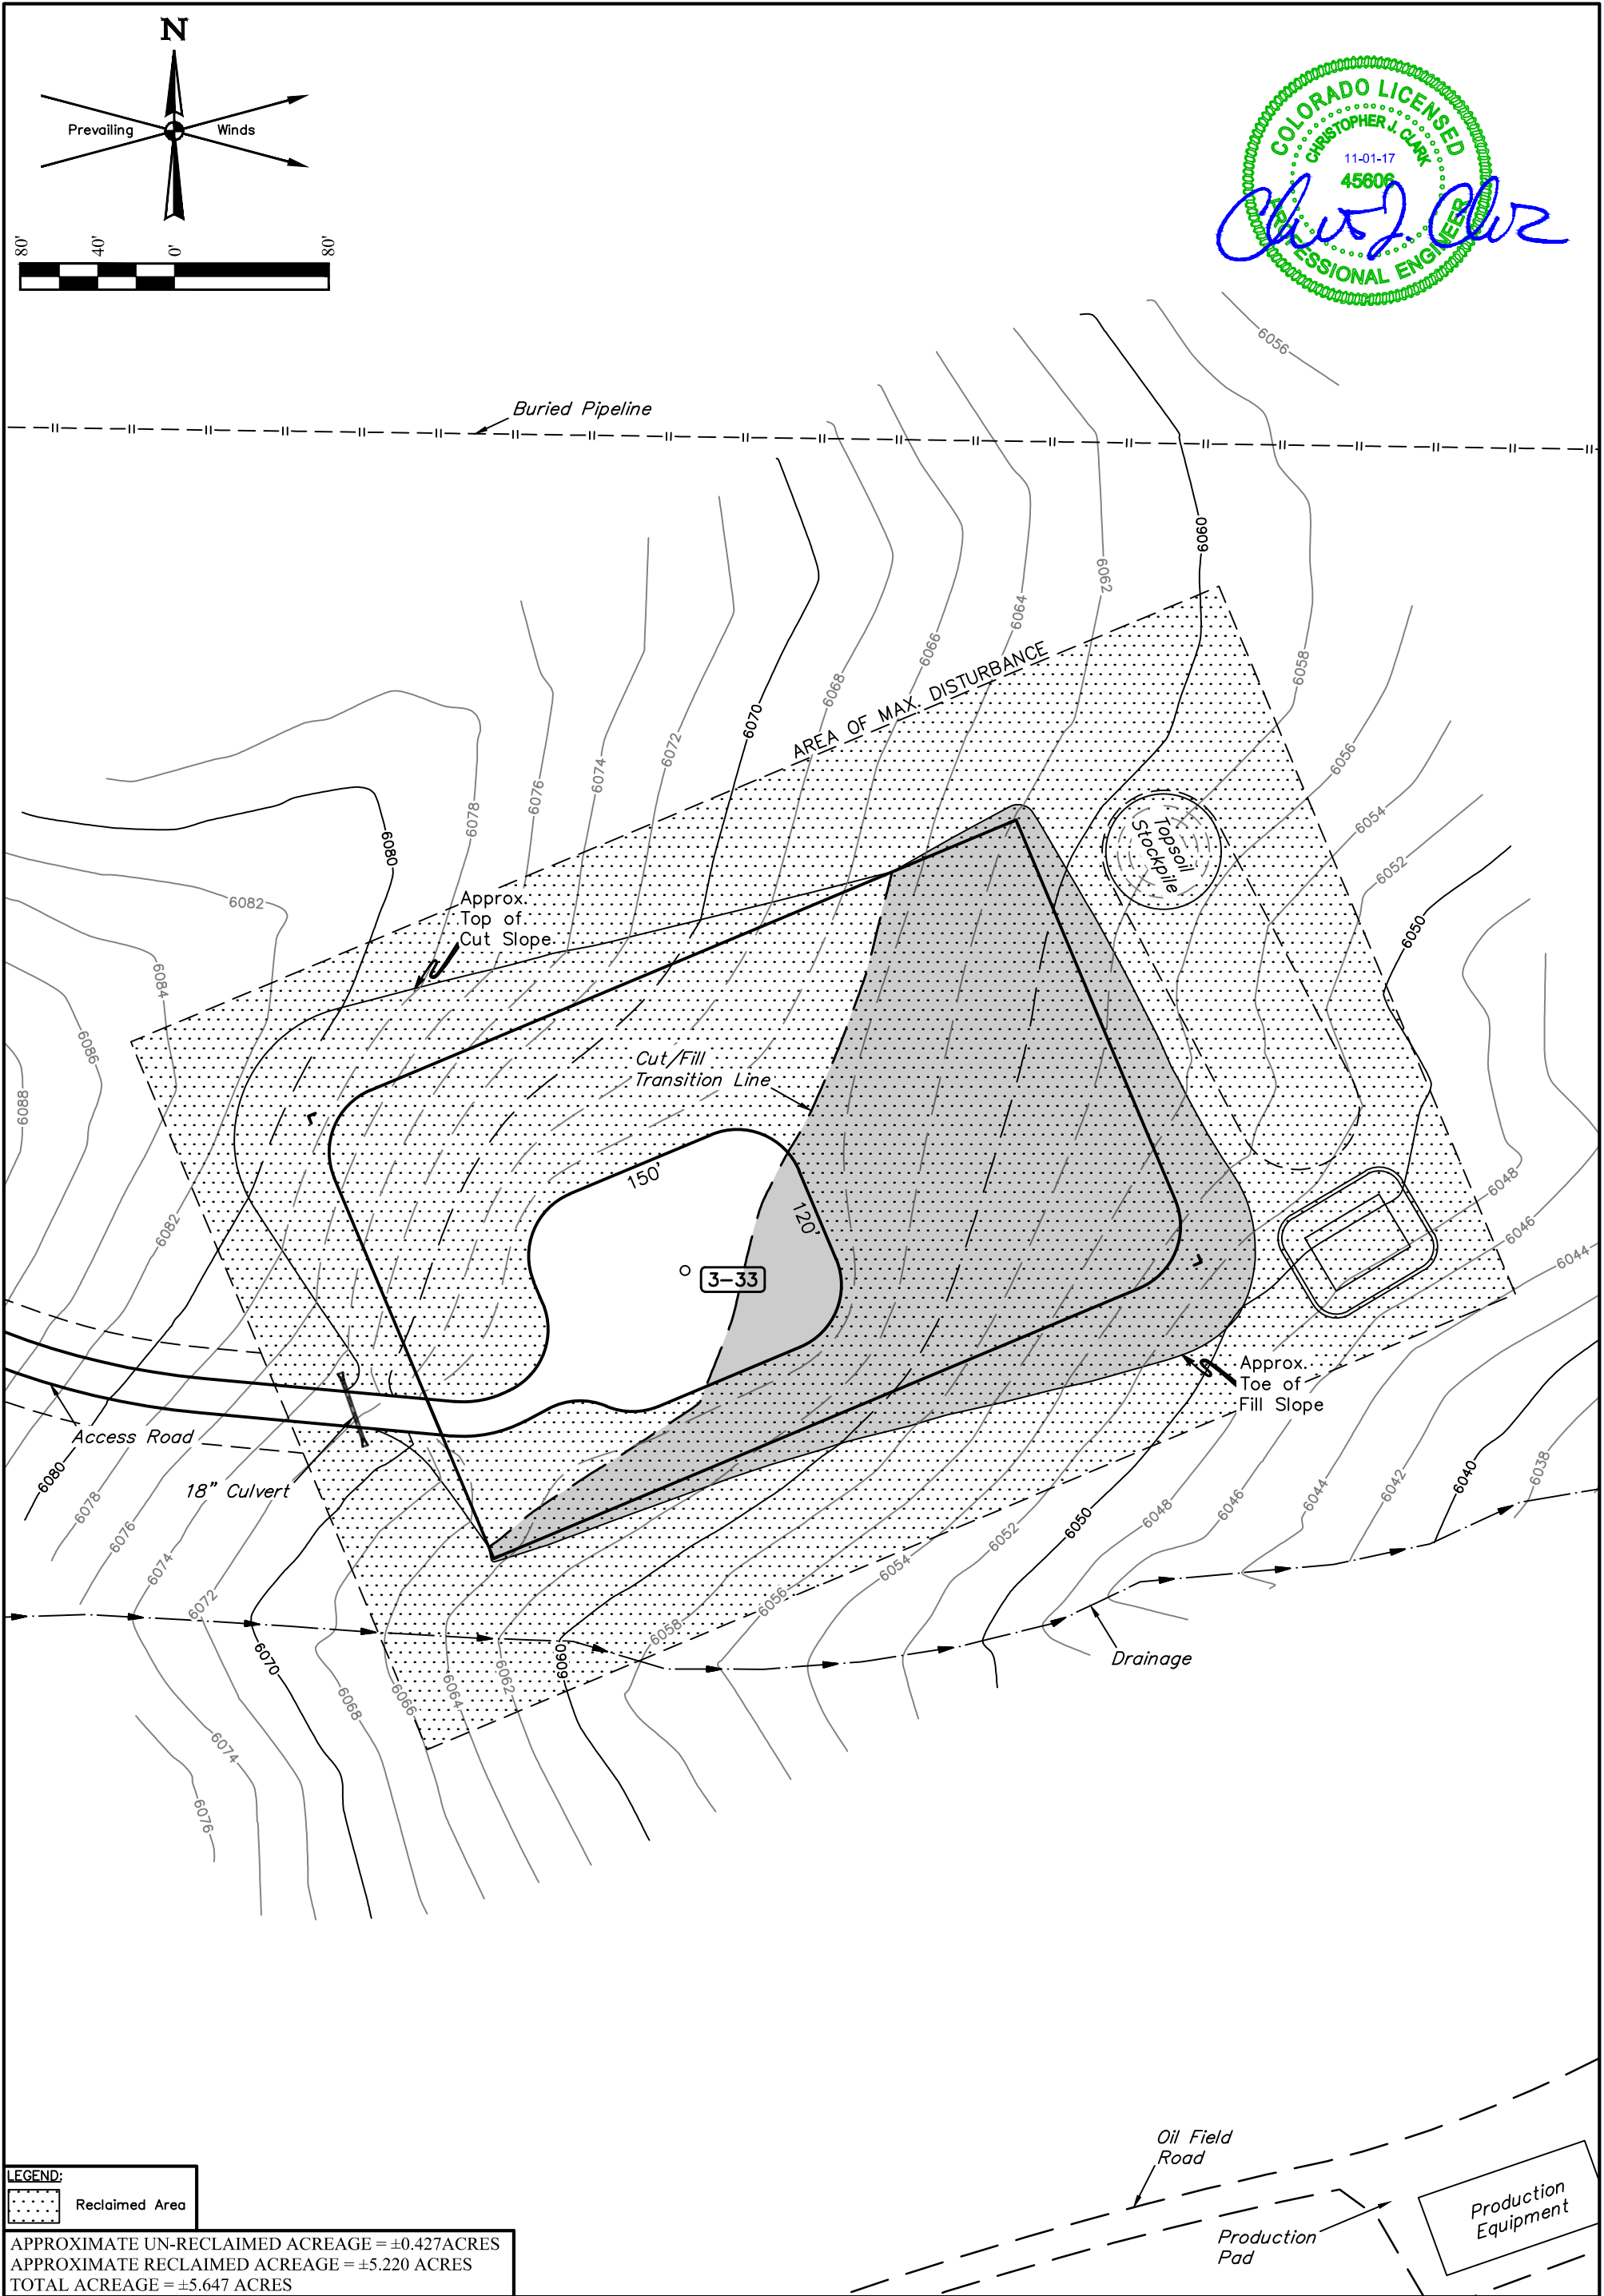 N
Prevailing Winds
80' 40' 0' 80'
COLORADO LICENSED
CHRISTOPHER J. CLARK
11-01-17
45606
PROFESSIONAL ENGINEER
6056
Buried Pipeline
6060
6062
6064
6066
6068
6070
6072
6074
6076
6078
6080
6058
6056
6054
6052
6050
AREA OF MAX. DISTURBANCE
Topsoil
Stockpile
Approx.
Top of
Cut Slope
6082
6084
6086
6088
6082
Cut/Fill
Transition Line
150'
120'
3-33
6048
6046
6044
Approx.
Toe of
Fill Slope
Access Road
18" Culvert
6080
6078
6076
6074
6072
6070
6068
6066
6064
6062
6060
6058
6056
6054
6052
6050
6048
6046
6044
6042
6040
6038
6074
6076
Drainage
Oil Field
Road
Production
Equipment
Production
Pad
LEGEND:
Reclaimed Area
APPROXIMATE UN-RECLAIMED ACREAGE = ±0.427ACRES
APPROXIMATE RECLAIMED ACREAGE = ±5.220 ACRES
TOTAL ACREAGE = ±5.647 ACRES